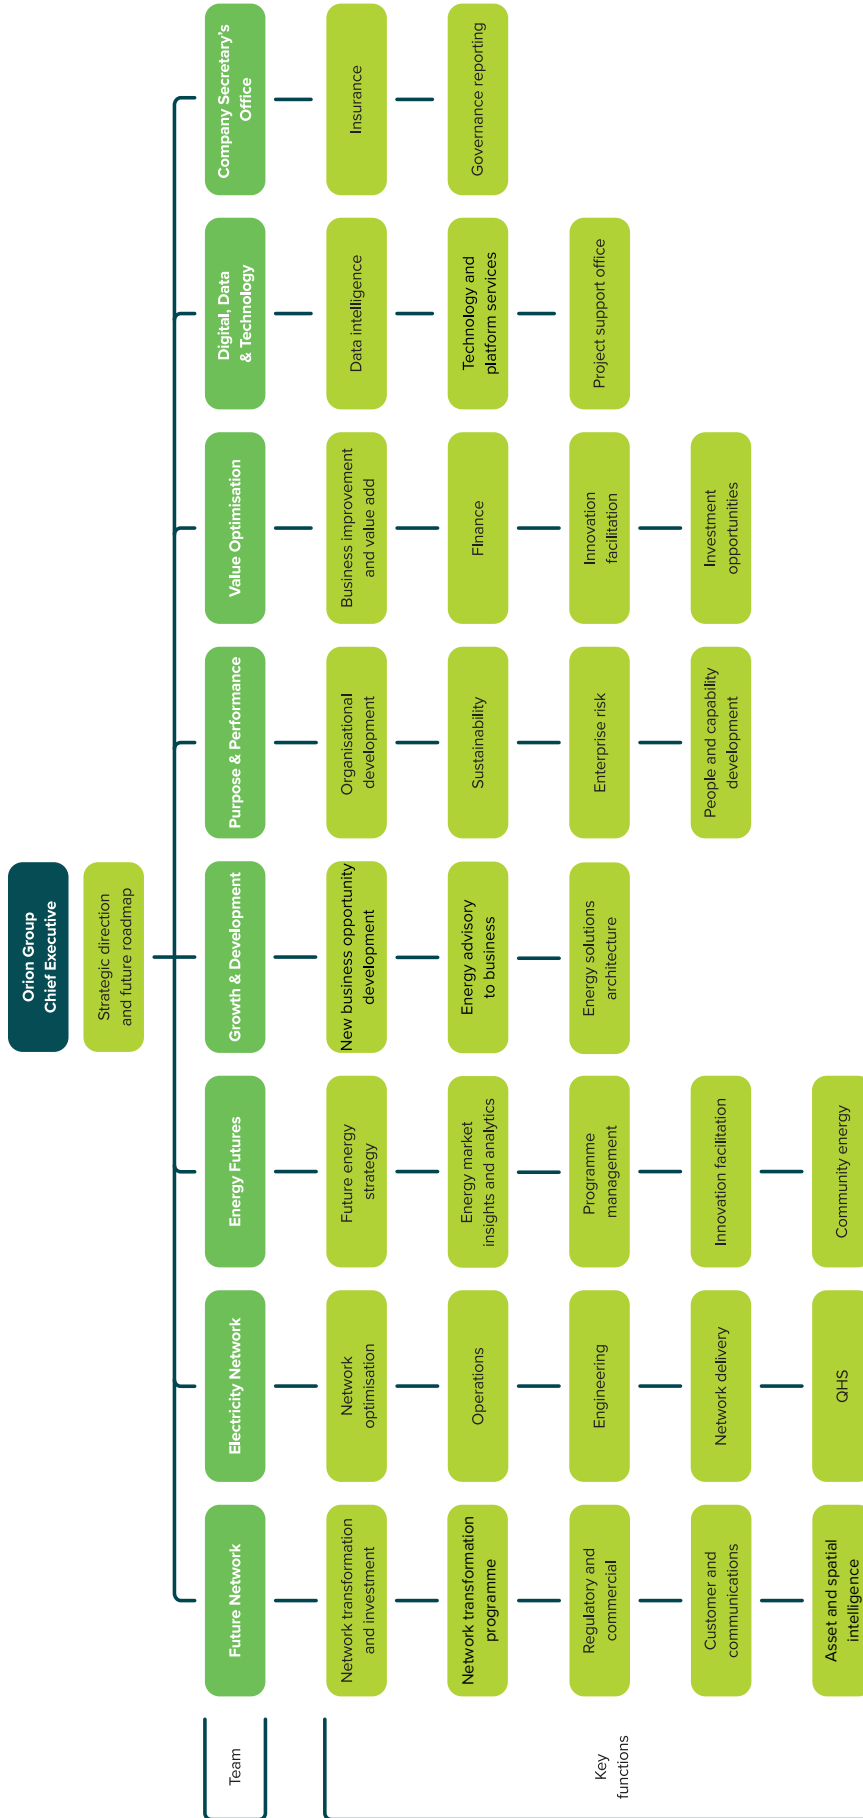 Orion Group
Chief Executive
Strategic direction
and future roadmap
Team
Future Network
Electricity Network
Energy Futures
Growth & Development
Purpose & Performance
Value Optimisation
Digital, Data
& Technology
Company Secretary's
Office
Key
functions
Network transformation
and investment
Network transformation
programme
Regulatory and
commercial
Customer and
communications
Asset and spatial
intelligence
Network
optimisation
Operations
Engineering
Network delivery
QHS
Future energy
strategy
Energy market
insights and analytics
Programme
management
Innovation facilitation
Community energy
New business opportunity
development
Energy advisory
to business
Energy solutions
architecture
Organisational
development
Sustainability
Enterprise risk
People and capability
development
Business improvement
and value add
FInance
Innovation
facilitation
Investment
opportunities
Data intelligence
Technology and
platform services
Project support office
Insurance
Governance reporting